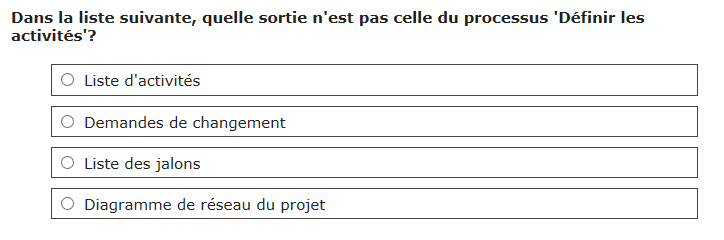 Dans la liste suivante, quelle sortie n'est pas celle du processus 'Définir les
activités'?
Liste d'activités
Demandes de changement
Liste des jalons
Diagramme de réseau du projet